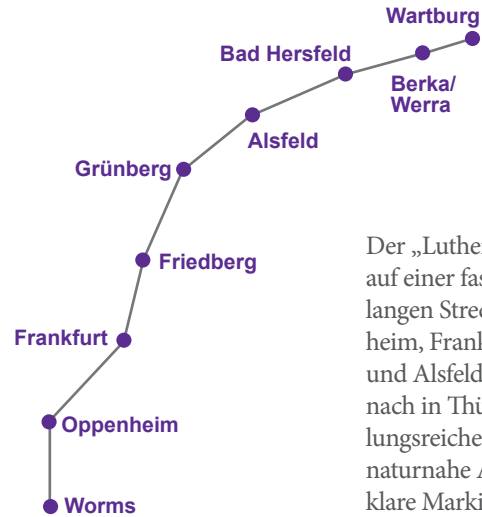 Wartburg
Bad Hersfeld
Berka/
Werra
Alsfeld
Grünberg
Friedberg
Frankfurt
Oppenheim
Worms
Der „Luthe
auf einer fas
langen Strec
heim, Frank
und Alsfeld
nach in Thü
lungsreiche
naturnahe A
klare Marki